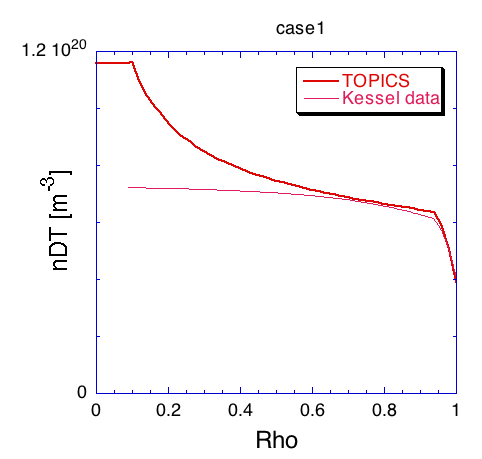 case1
1.2 10^20
TOPICS
Kessel data
nDT [m^-3]
0
0 0.2 0.4 0.6 0.8 1
Rho